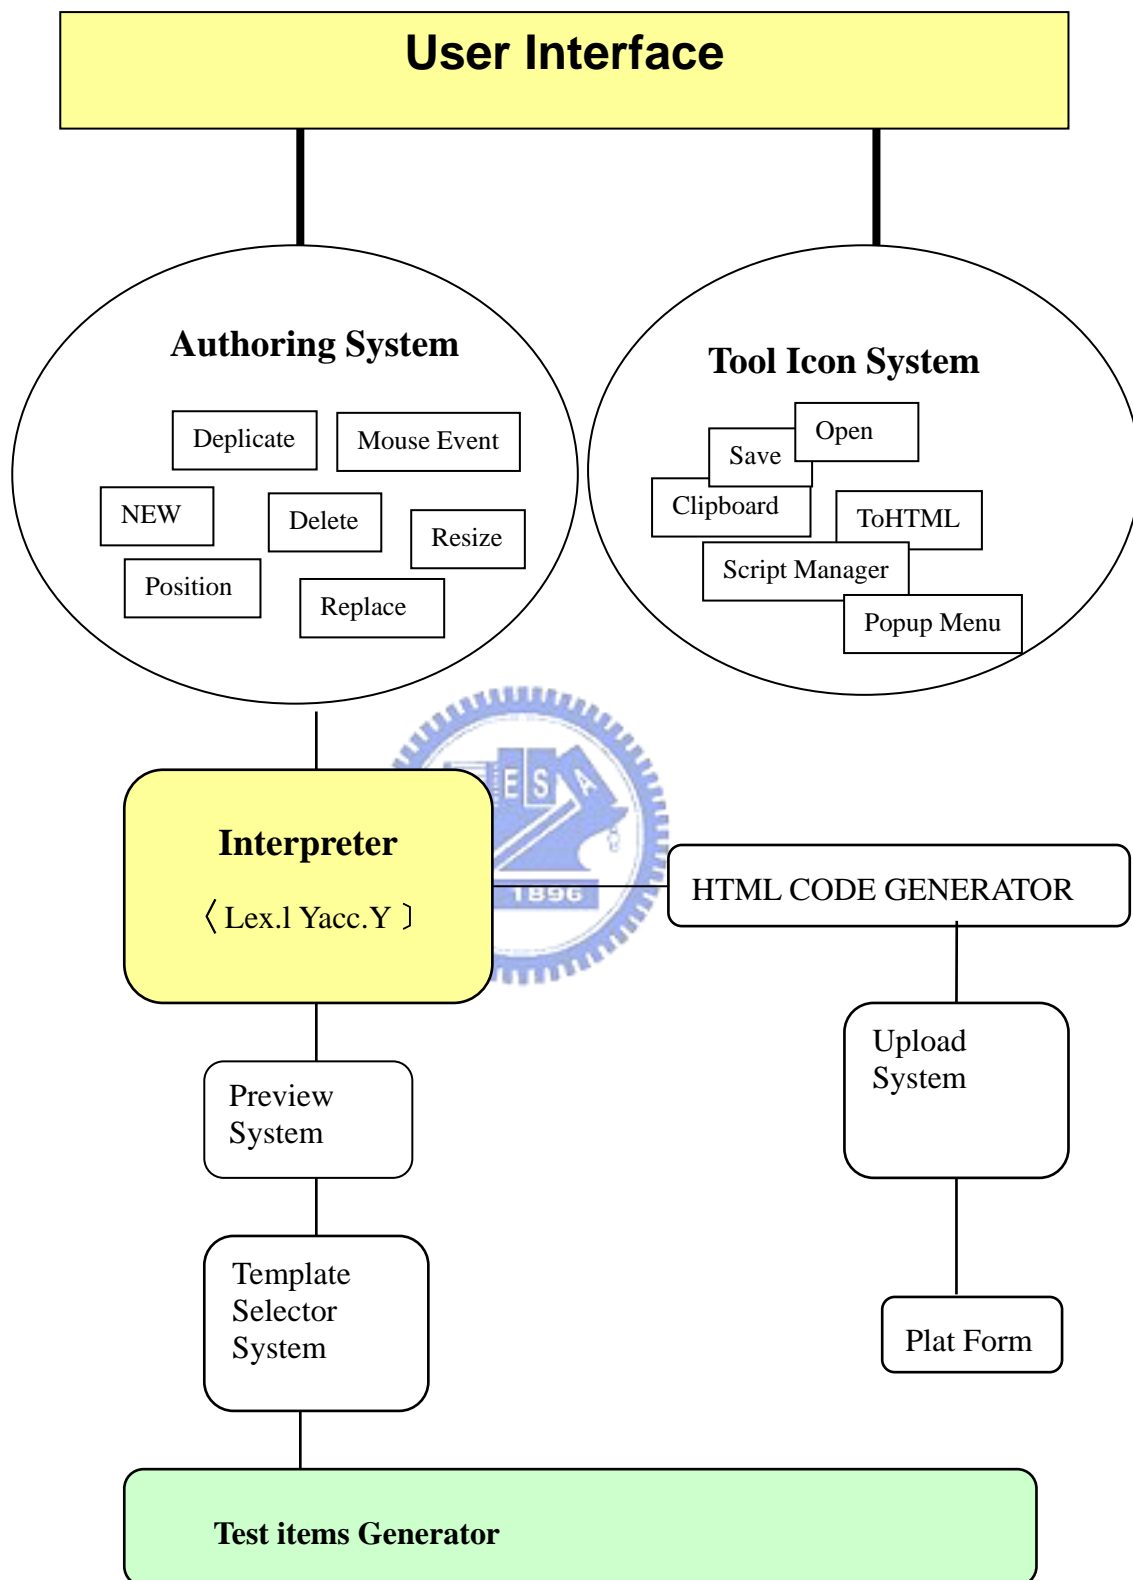 User Interface
Authoring System
Deplicate
Mouse Event
NEW
Delete
Resize
Position
Replace
Tool Icon System
Open
Save
Clipboard
ToHTML
Script Manager
Popup Menu
Interpreter
〈 Lex.l Yacc.Y 〕
E S A
1896
HTML CODE GENERATOR
Upload
System
Preview
System
Template
Selector
System
Plat Form
Test items Generator